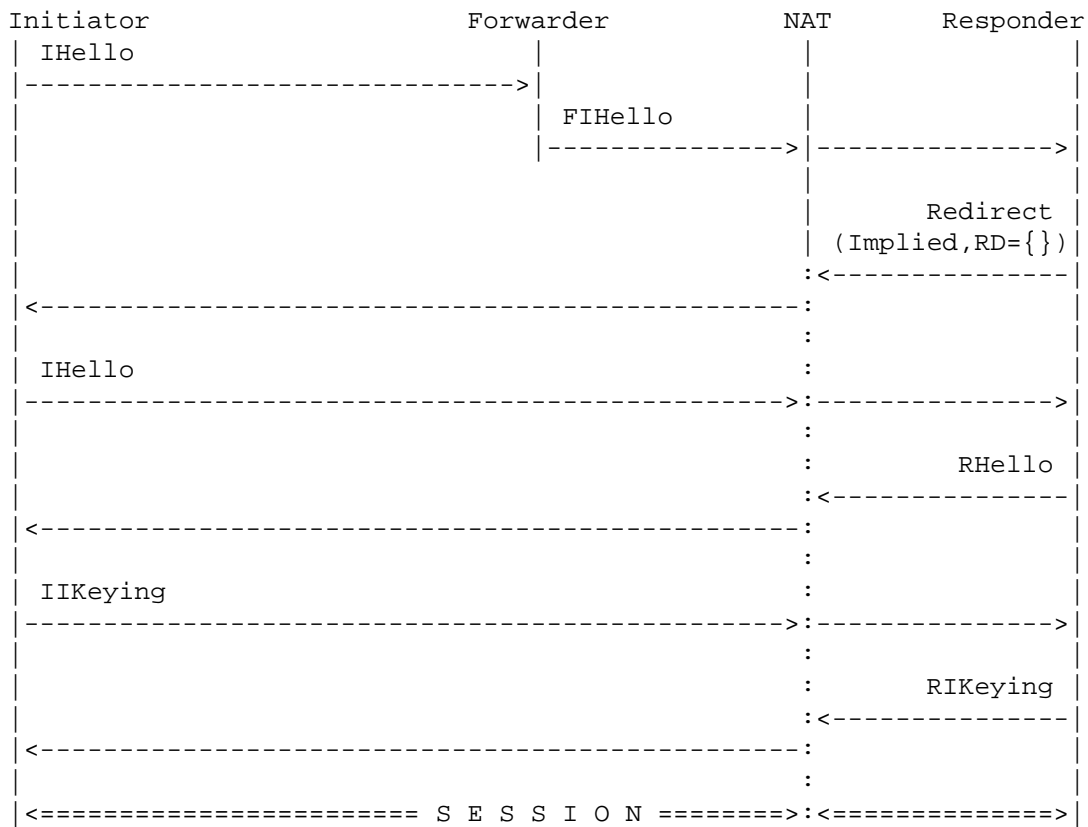 Initiator Forwarder NAT Responder
IHello
FIHello
Redirect
(Implied,RD={})
IHello
RHello
IIKeying
RIKeying
S E S S I O N